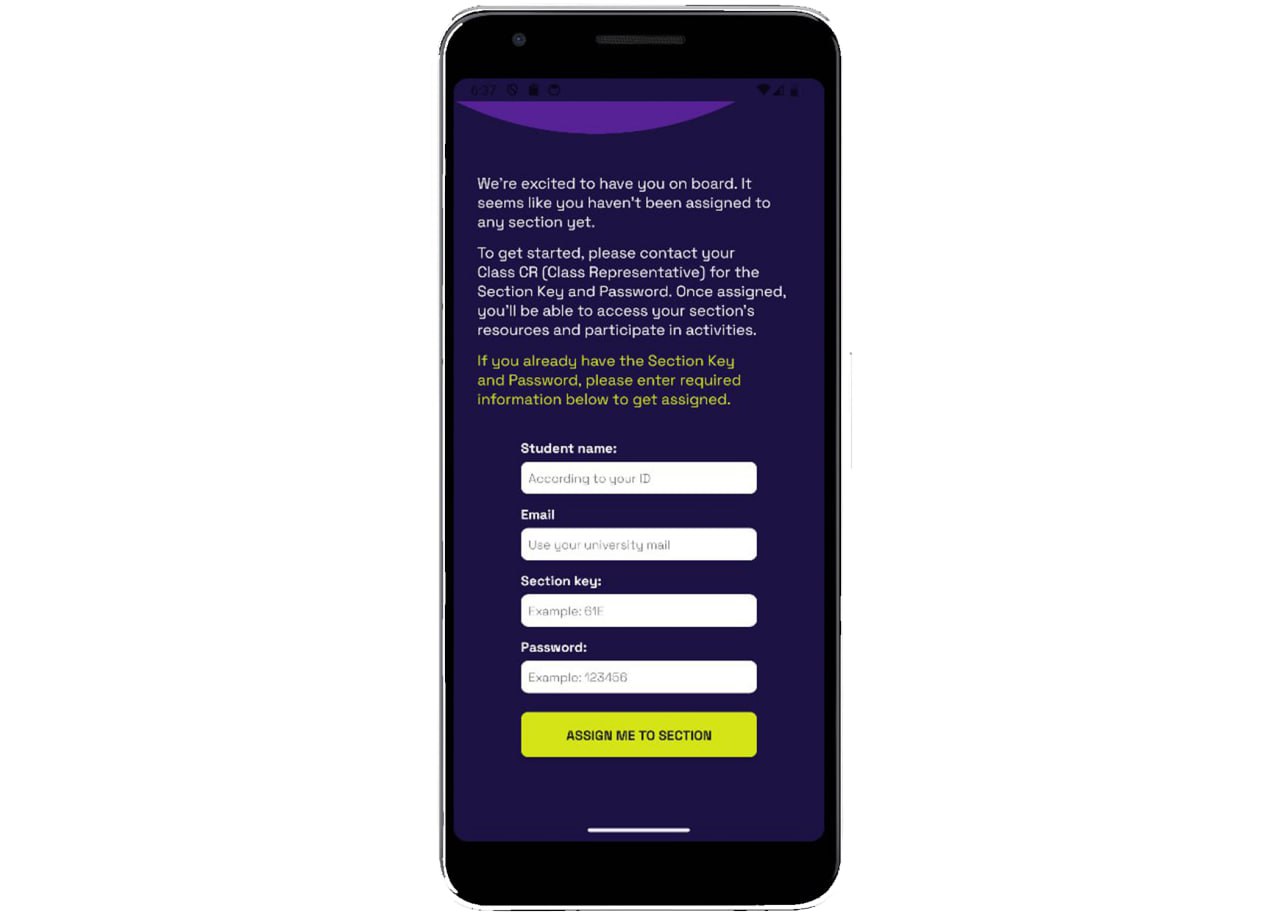 6:37
We're excited to have you on board. It
seems like you haven't been assigned to
any section yet.
To get started, please contact your
Class CR (Class Representative) for the
Section Key and Password. Once assigned,
you'll be able to access your section's
resources and participate in activities.
If you already have the Section Key
and Password, please enter required
information below to get assigned.
Student name:
According to your ID
Email
Use your university mail
Section key:
Example: 61E
Password:
Example: 123456
ASSIGN ME TO SECTION